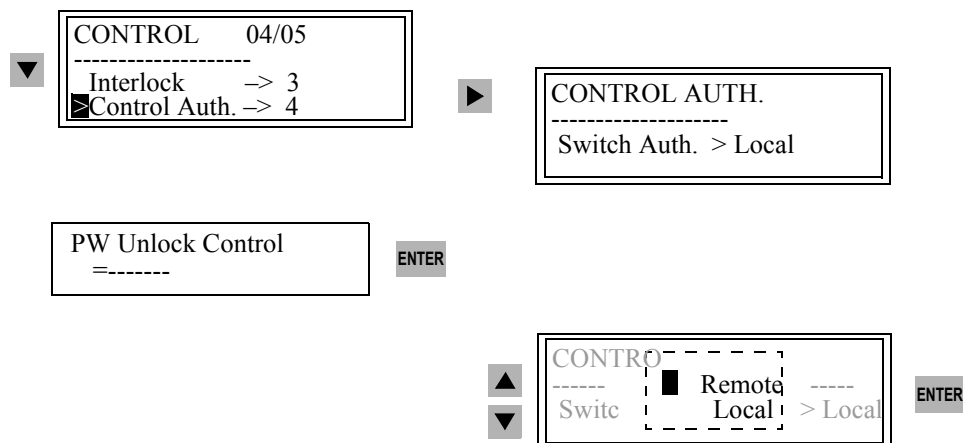 ▼
CONTROL 04/05
--------------------
Interlock –> 3
>Control Auth. –> 4
▶
CONTROL AUTH.
--------------------
Switch Auth. > Local
PW Unlock Control
=-------
ENTER
▲
▼
CONTRO
------ Remote -----
Switc Local > Local
ENTER